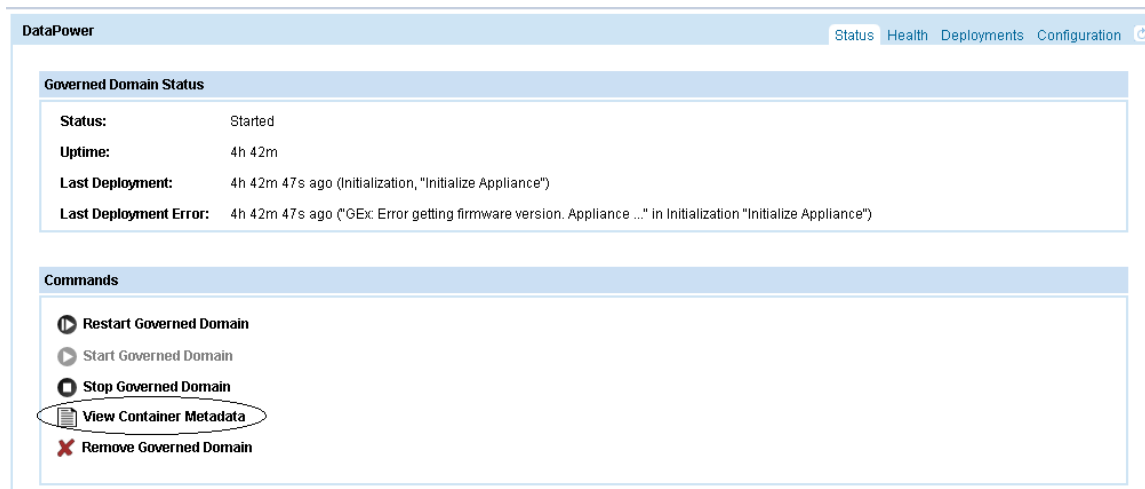 DataPower
Status Health Deployments Configuration
Governed Domain Status
Status: Started
Uptime: 4h 42m
Last Deployment: 4h 42m 47s ago (Initialization, "Initialize Appliance")
Last Deployment Error: 4h 42m 47s ago ("GEx: Error getting firmware version. Appliance ..." in Initialization "Initialize Appliance")
Commands
Restart Governed Domain
Start Governed Domain
Stop Governed Domain
View Container Metadata
Remove Governed Domain